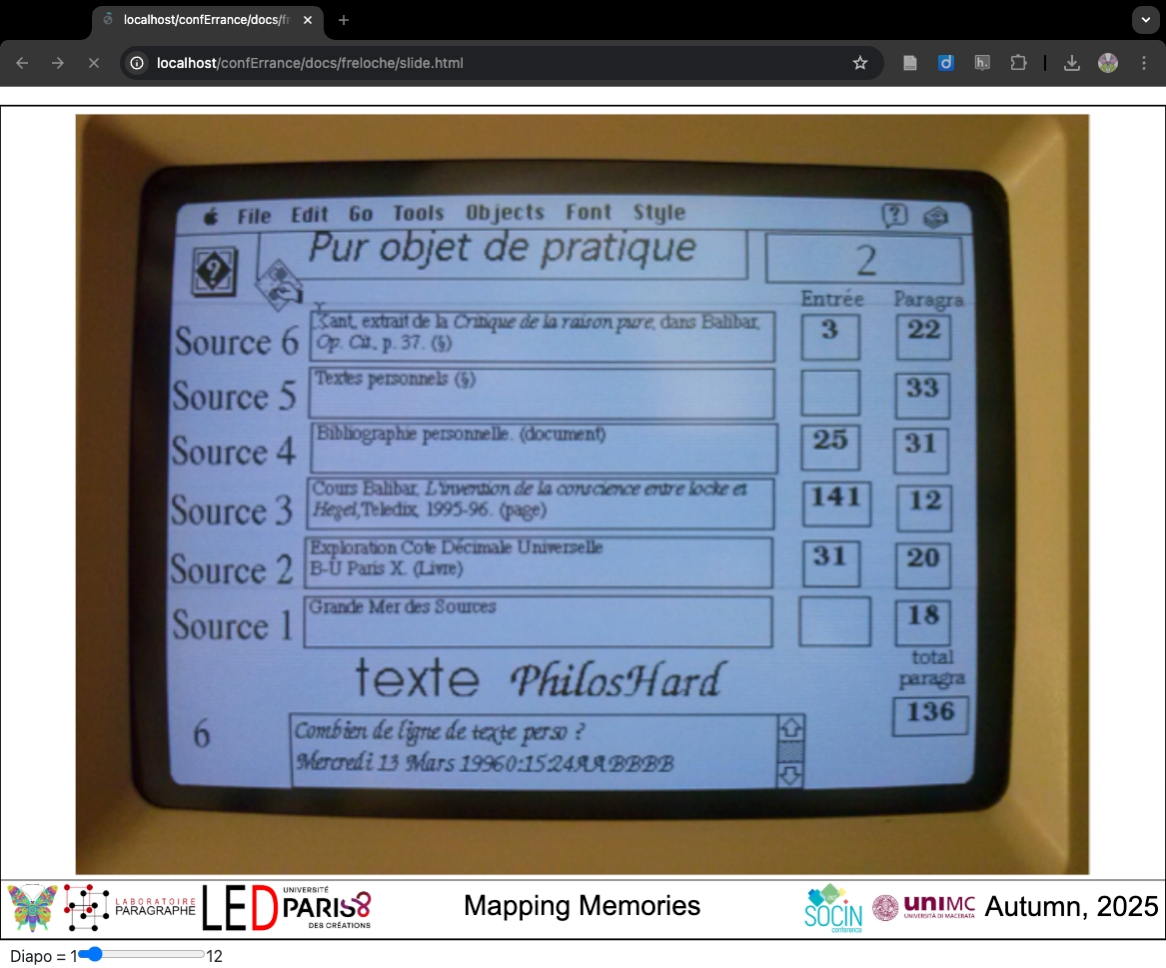 localhost/confErrance/docs/fr
localhost/confErrance/docs/freloche/slide.html
File Edit Go Tools Objects Font Style
Pur objet de pratique
2
Entrée Paragra
Source 6 Kant, extrait de la Critique de la raison pure, dans Balibar, 3 22
Op. Cit., p. 37. (§)
Source 5 Textes personnels (§) 33
Source 4 Bibliographie personnelle. (document) 25 31
Source 3 Cours Balibar, L'invention de la conscience entre locke et 141 12
Hegel, Teledix, 1995-96. (page)
Source 2 Exploration Cote Décimale Universelle 31 20
B-U Paris X. (Livre)
Source 1 Grande Mer des Sources 18
total
paragra
texte PhilosHard
136
6 Combien de ligne de texte perso ?
Mercredi 13 Mars 19960:15:24AABBBB
LABORATOIRE
PARAGRAPHE
LED
UNIVERSITÉ
PARIS8
DES CRÉATIONS
Mapping Memories
SOCIN
conference
UNIMC
UNIVERSITÀ DI MACERATA
Autumn, 2025
Diapo = 1 12